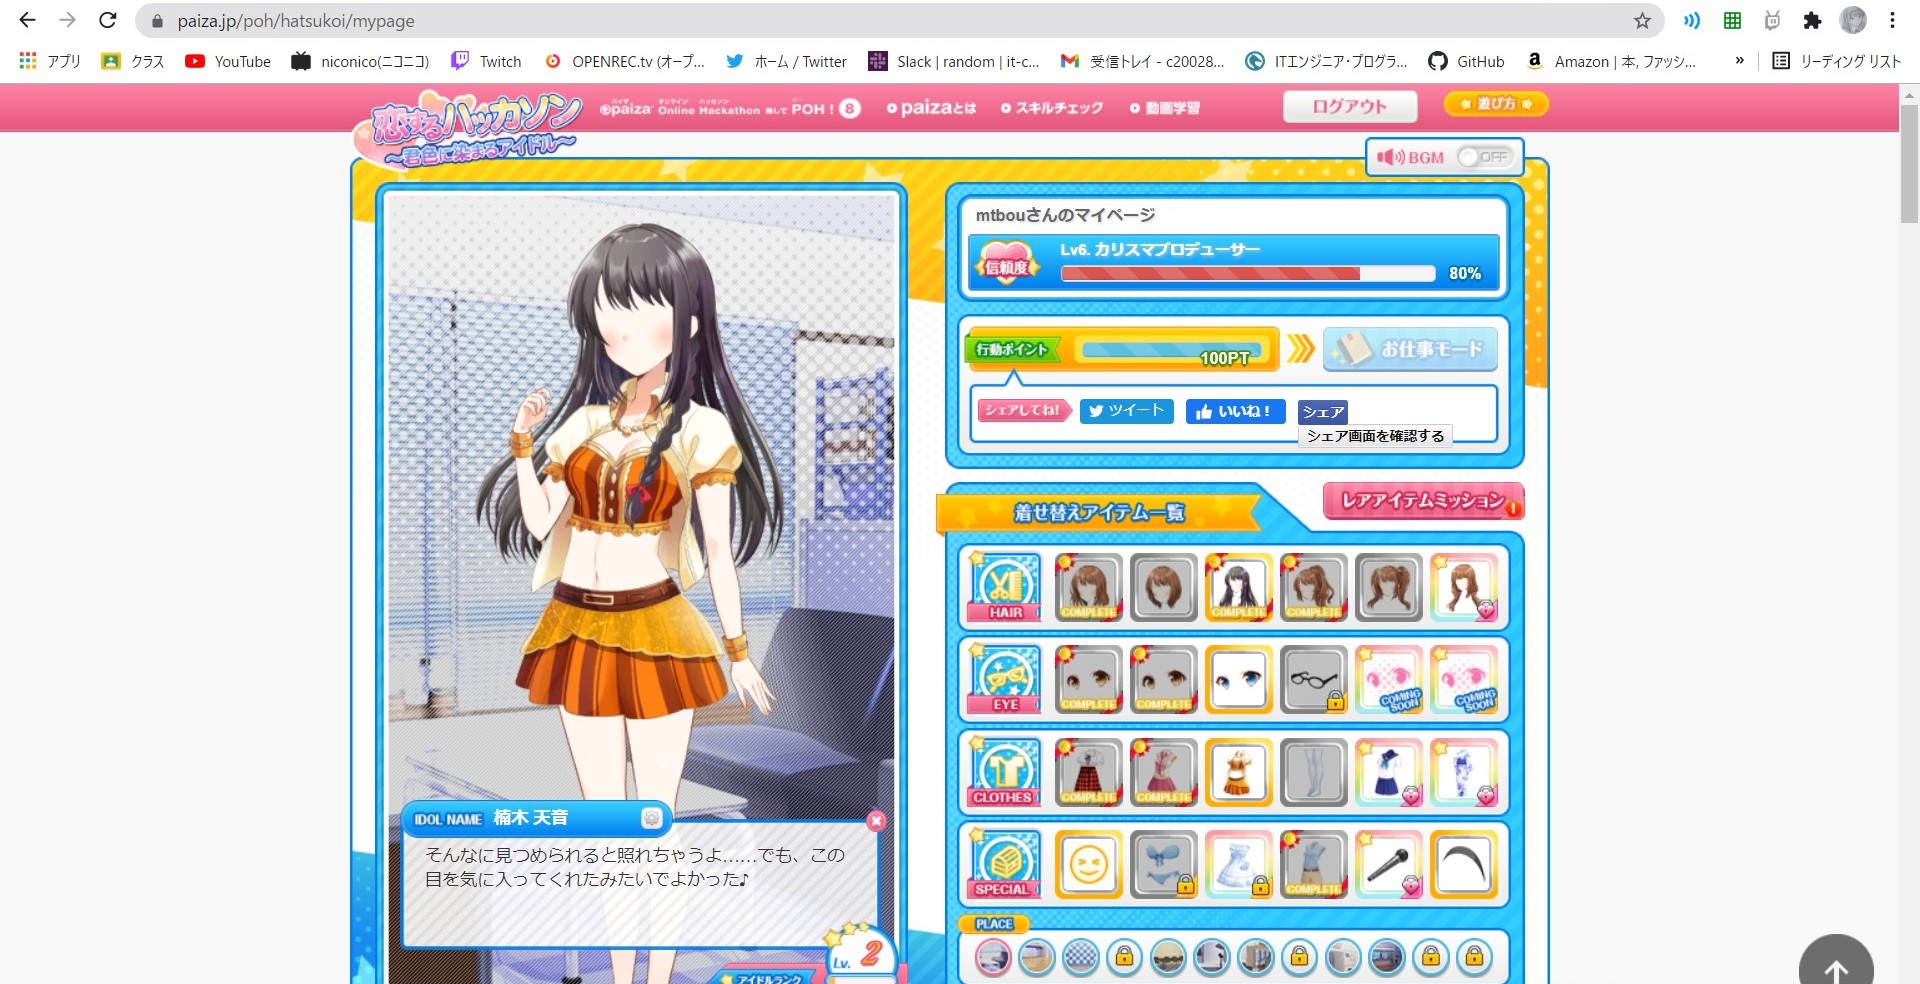 paiza.jp/poh/hatsukoi/mypage
アプリ
クラス
YouTube
niconico(ニコニコ)
Twitch
OPENREC.tv (オープ...
ホーム / Twitter
Slack | random | it-c...
受信トレイ - c20028...
ITエンジニア・プログラ...
GitHub
Amazon | 本, ファッシ...
»
リーディング リスト
恋するハッカソン
～君色に染まるアイドル～
paiza Online Hackathon 略して POH! 8
paizaとは
スキルチェック
動画学習
ログアウト
遊び方
BGM OFF
mtbouさんのマイページ
信頼度
Lv6. カリスマプロデューサー
80%
行動ポイント
100PT
お仕事モード
シェアしてね!
ツイート
いいね！
シェア
シェア画面を確認する
着せ替えアイテム一覧
レアアイテムミッション
HAIR
COMPLETE
COMPLETE
COMPLETE
EYE
COMPLETE
COMPLETE
COMING SOON
COMING SOON
CLOTHES
COMPLETE
COMPLETE
SPECIAL
COMPLETE
PLACE
IDOL NAME 楠木 天音
そんなに見つめられると照れちゃうよ……でも、この
目を気に入ってくれたみたいでよかった♪
Lv. 2
アイドルランク